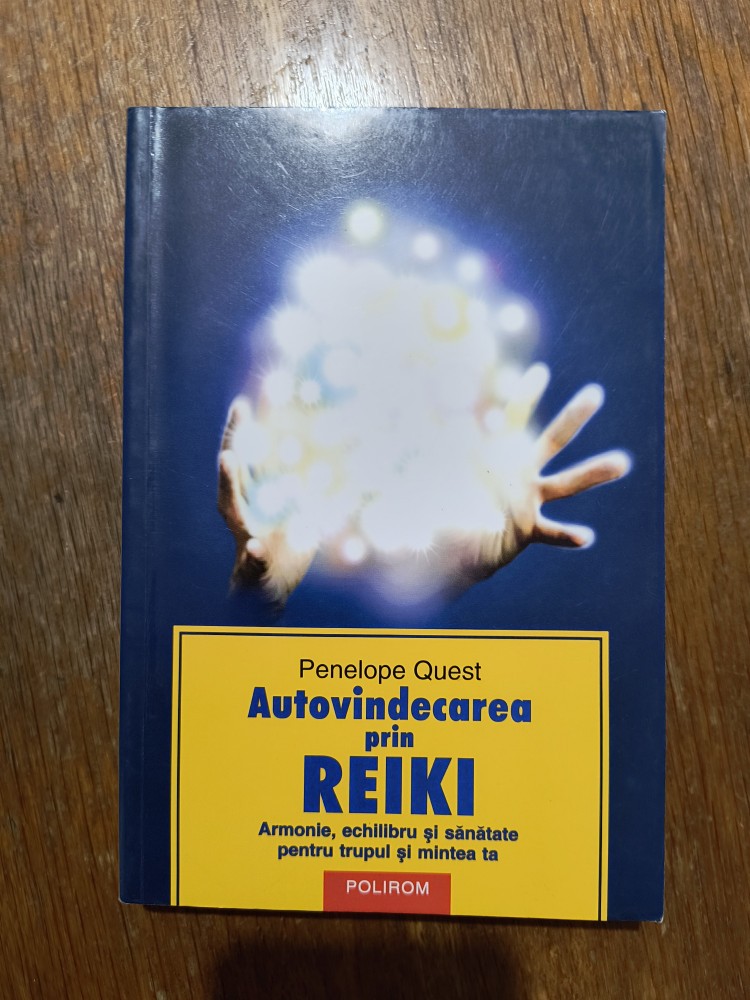 Penelope Quest
Autovindecarea
prin
REIKI
Armonie, echilibru și sănătate
pentru trupul și mintea ta
POLIROM